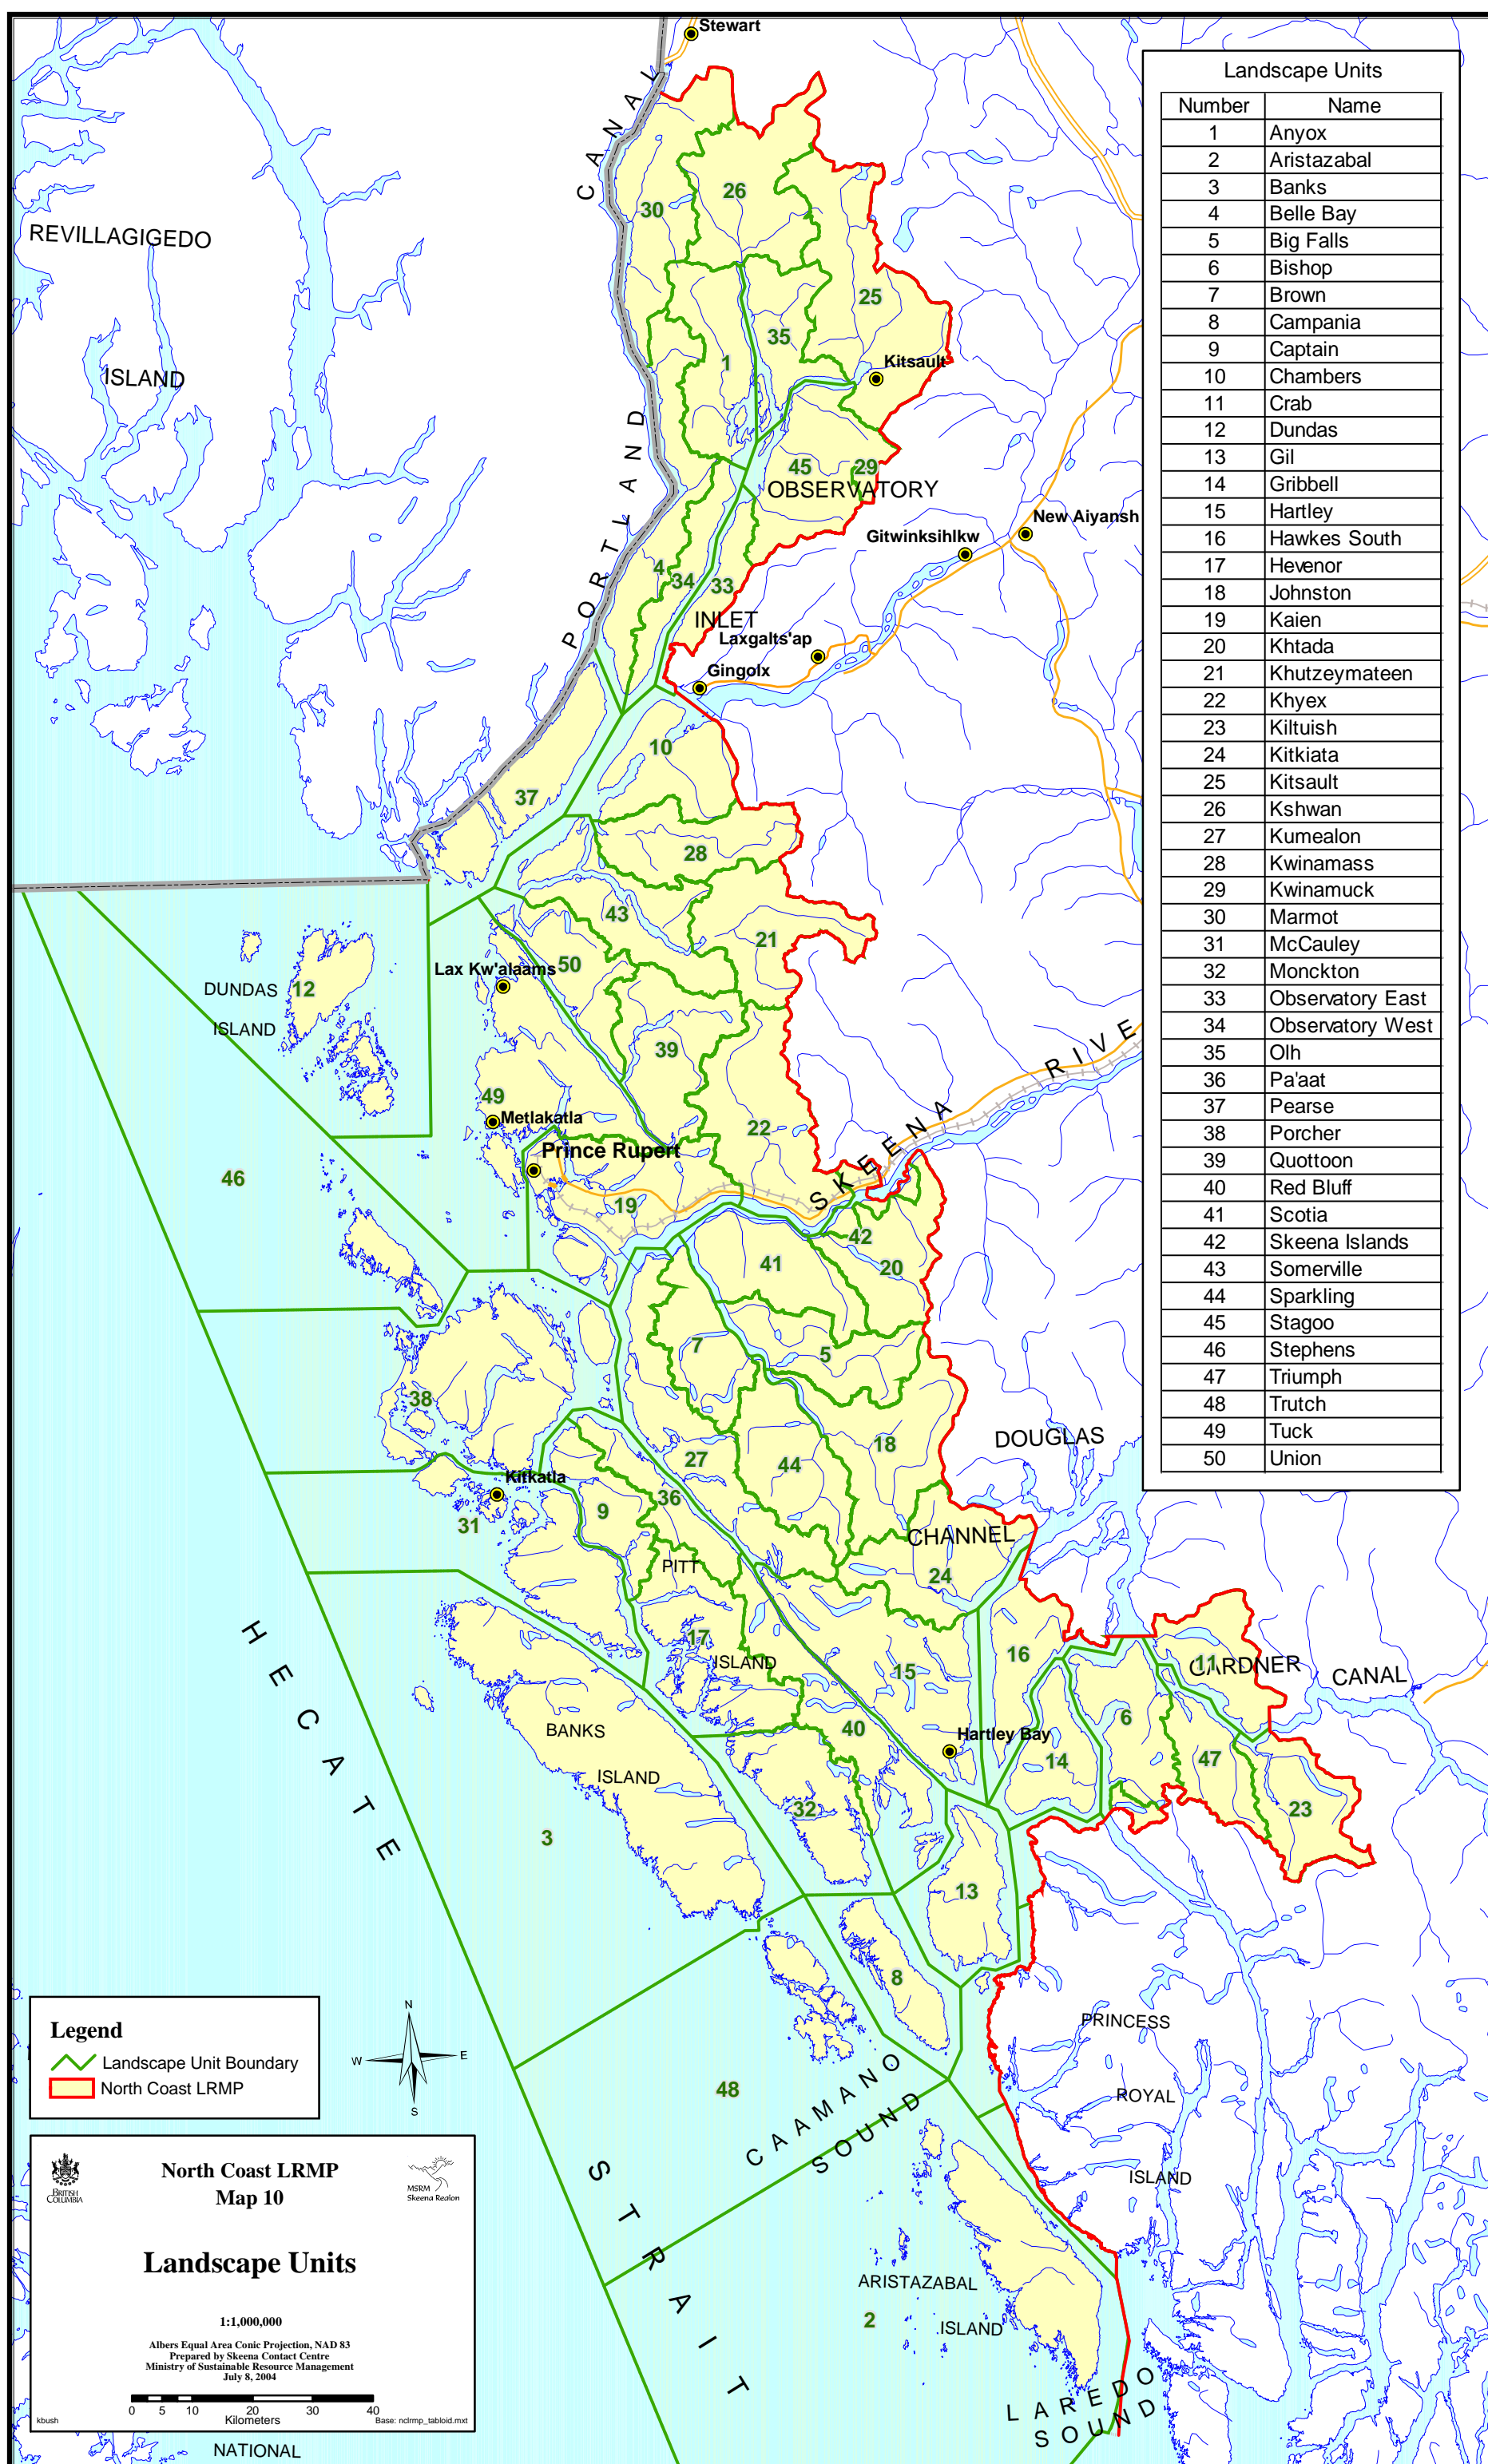 Stewart
CANAL
Landscape Units
Number Name
1 Anyox
2 Aristazabal
3 Banks
4 Belle Bay
5 Big Falls
6 Bishop
7 Brown
8 Campania
9 Captain
10 Chambers
11 Crab
12 Dundas
13 Gil
14 Gribbell
15 Hartley
16 Hawkes South
17 Hevenor
18 Johnston
19 Kaien
20 Khtada
21 Khutzeymateen
22 Khyex
23 Kiltuish
24 Kitkiata
25 Kitsault
26 Kshwan
27 Kumealon
28 Kwinamass
29 Kwinamuck
30 Marmot
31 McCauley
32 Monckton
33 Observatory East
34 Observatory West
35 Olh
36 Pa'aat
37 Pearse
38 Porcher
39 Quottoon
40 Red Bluff
41 Scotia
42 Skeena Islands
43 Somerville
44 Sparkling
45 Stagoo
46 Stephens
47 Triumph
48 Trutch
49 Tuck
50 Union
26
30
REVILLAGIGEDO
25
35
1
Kitsault
ISLAND
PORTLAND
45
29
OBSERVATORY
New Aiyansh
Gitwinksihlkw
4
34
33
INLET
Laxgalts'ap
Gingolx
10
37
28
43
21
50
Lax Kw'alaams
DUNDAS
12
ISLAND
39
SKEENA RIVE
49
Metlakatla
22
Prince Rupert
46
19
42
41
20
7
5
38
DOUGLAS
18
27
44
Kitkatla
36
9
31
CHANNEL
PITT
24
17
16
ISLAND
15
11
GARDNER
CANAL
6
BANKS
40
Hartley Bay
14
47
ISLAND
32
23
3
13
HECATE
8
PRINCESS
48
CAAMANO
SOUND
ROYAL
ISLAND
STRAIT
ARISTAZABAL
2
ISLAND
LAREDO
SOUND
Legend
Landscape Unit Boundary
North Coast LRMP
N
W E
S
BRITISH
COLUMBIA
North Coast LRMP
Map 10
MSRM
Skeena Region
Landscape Units
1:1,000,000
Albers Equal Area Conic Projection, NAD 83
Prepared by Skeena Contact Centre
Ministry of Sustainable Resource Management
July 8, 2004
0 5 10 20 30 40
Kilometers
kbush
Base: nclrmp_tabloid.mxt
NATIONAL